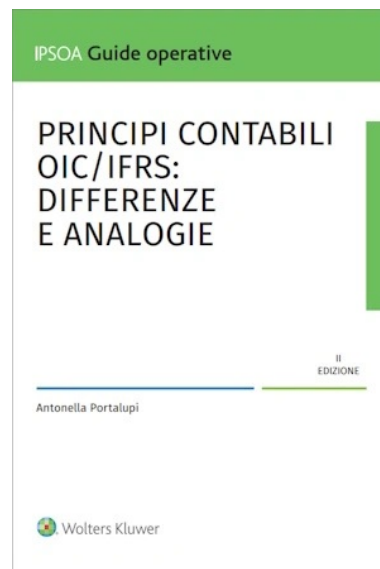 IPSOA Guide operative
PRINCIPI CONTABILI
OIC/IFRS:
DIFFERENZE
E ANALOGIE
II
EDIZIONE
Antonella Portalupi
Wolters Kluwer